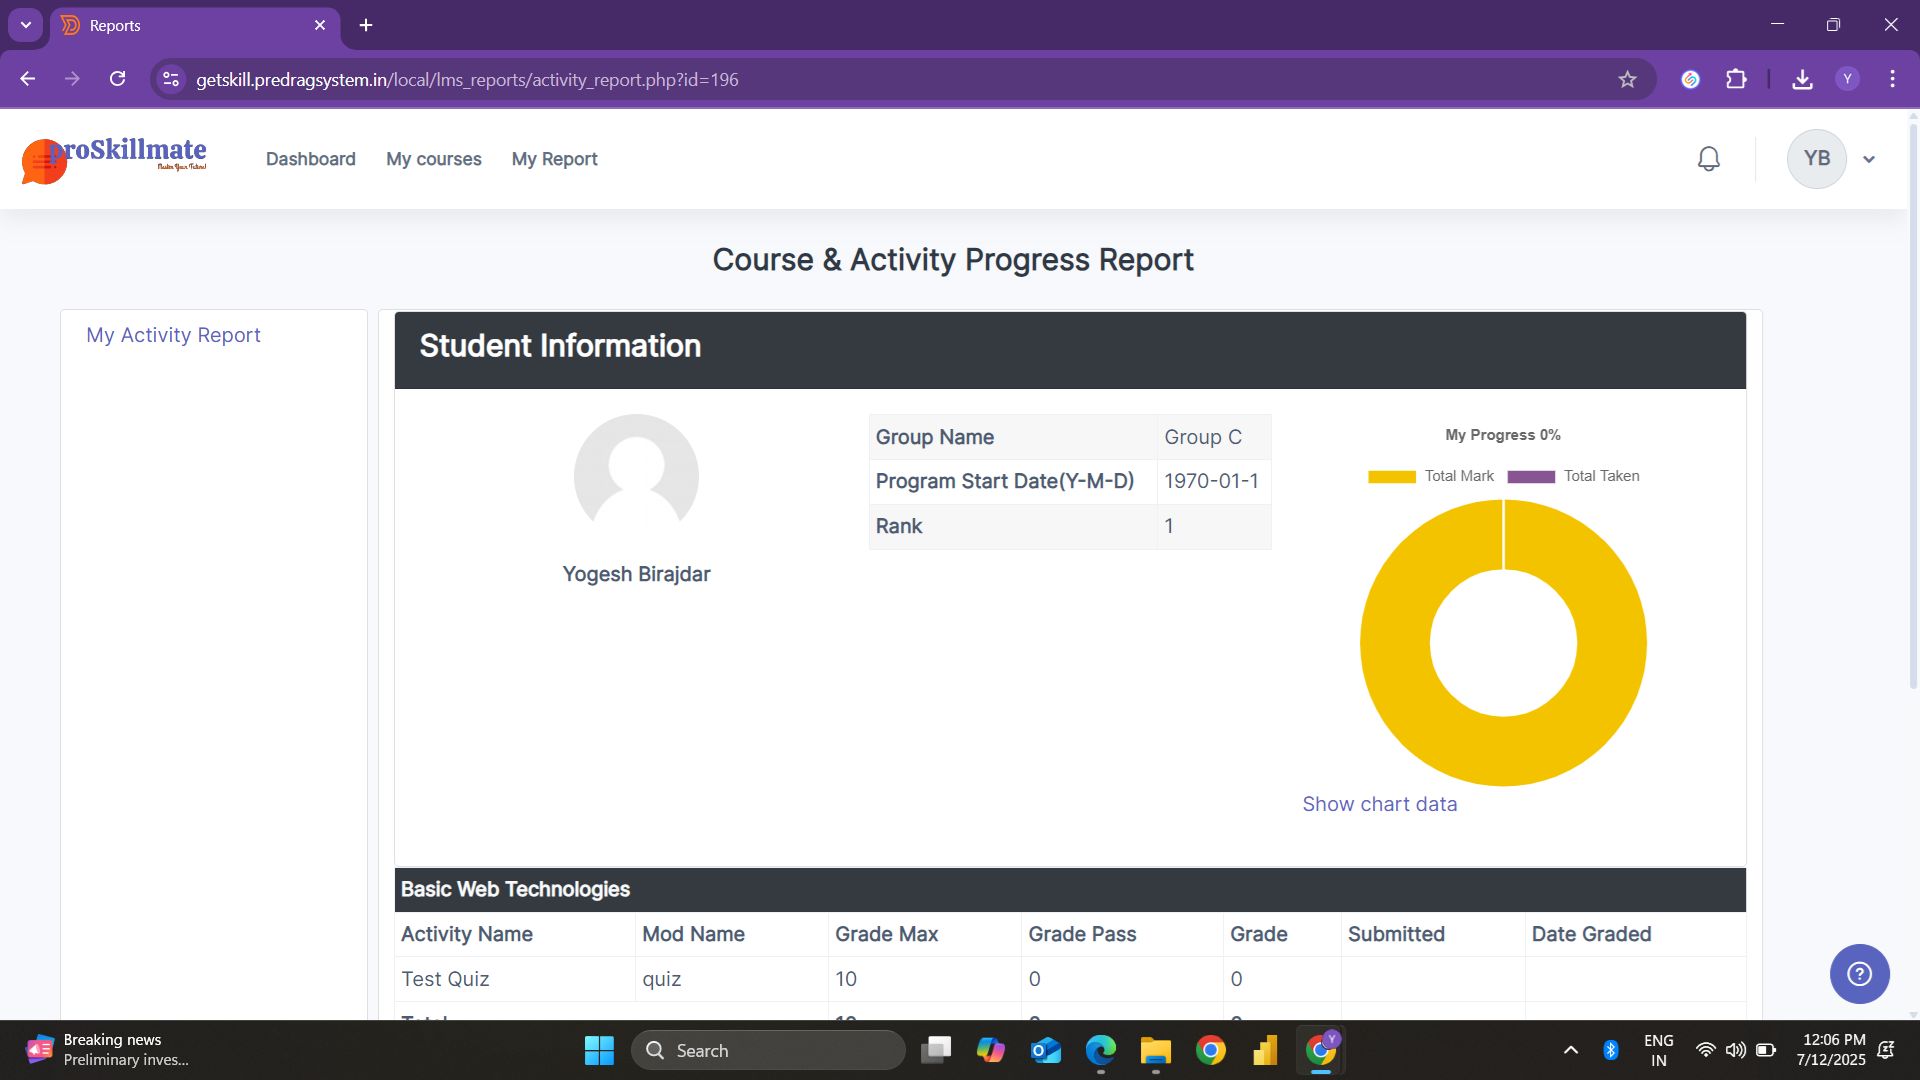 Reports
getskill.predragsystem.in/local/lms_reports/activity_report.php?id=196
Y
proSkillmate
Dashboard
My courses
My Report
YB
Course & Activity Progress Report
My Activity Report
Student Information
Yogesh Birajdar
Group Name Group C
Program Start Date(Y-M-D) 1970-01-1
Rank 1
My Progress 0%
Total Mark Total Taken
Show chart data
Basic Web Technologies
Activity Name Mod Name Grade Max Grade Pass Grade Submitted Date Graded
Test Quiz quiz 10 0 0
Breaking news
Preliminary inves...
Search
Y
ENG
IN
12:06 PM
7/12/2025